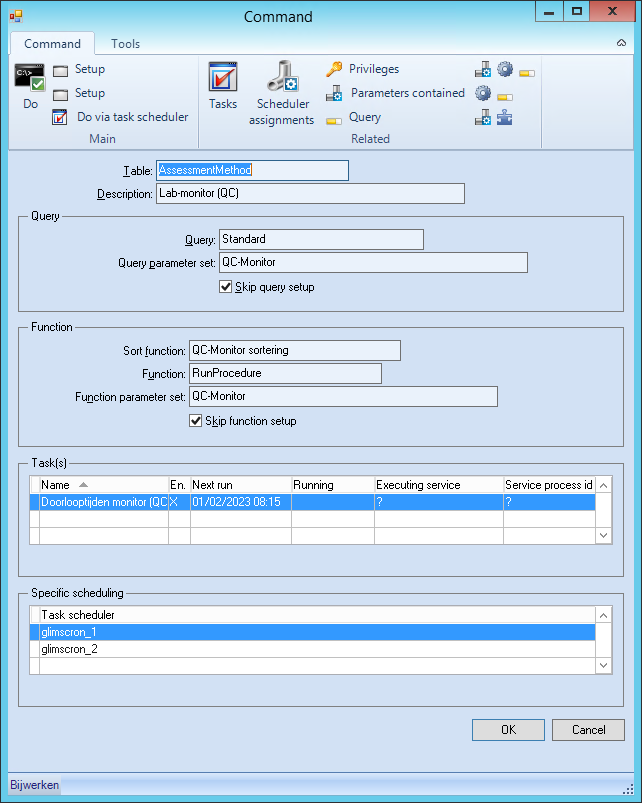 Command
Command Tools
C:\>
Do
Setup
Setup
Do via task scheduler
Main
Tasks
Scheduler
assignments
Privileges
Parameters contained
Query
Related
Table: AssessmentMethod
Description: Lab-monitor (QC)
Query
Query: Standard
Query parameter set: QC-Monitor
Skip query setup
Function
Sort function: QC-Monitor sortering
Function: RunProcedure
Function parameter set: QC-Monitor
Skip function setup
Task(s)
Name En. Next run Running Executing service Service process id
Doorlooptijden monitor (QC X 01/02/2023 08:15 ? ?
Specific scheduling
Task scheduler
glimscron_1
glimscron_2
OK Cancel
Bijwerken